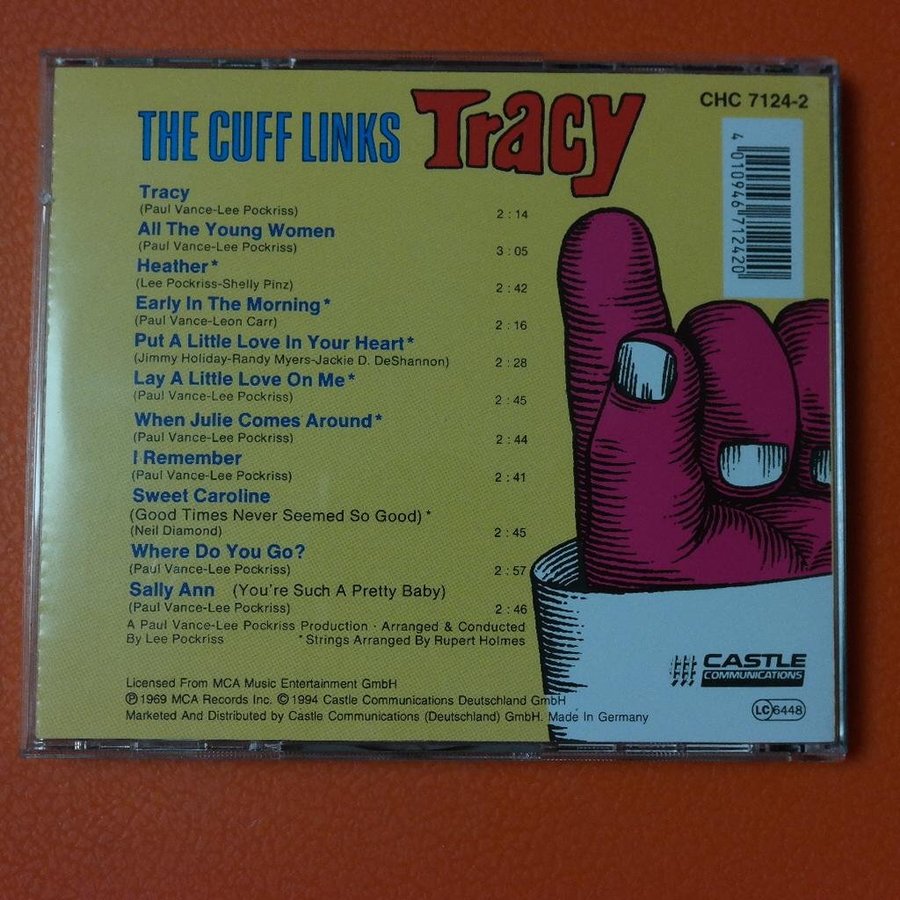 THE CUFF LINKS Tracy
CHC 7124-2
4 010946 712420
Tracy
(Paul Vance-Lee Pockriss) 2:14
All The Young Women
(Paul Vance-Lee Pockriss) 3:05
Heather*
(Lee Pockriss-Shelly Pinz) 2:42
Early In The Morning*
(Paul Vance-Leon Carr) 2:16
Put A Little Love In Your Heart*
(Jimmy Holiday-Randy Myers-Jackie D. DeShannon) 2:28
Lay A Little Love On Me*
(Paul Vance-Lee Pockriss) 2:45
When Julie Comes Around*
(Paul Vance-Lee Pockriss) 2:44
I Remember
(Paul Vance-Lee Pockriss) 2:41
Sweet Caroline
(Good Times Never Seemed So Good)*
(Neil Diamond) 2:45
Where Do You Go?
(Paul Vance-Lee Pockriss) 2:57
Sally Ann (You're Such A Pretty Baby)
(Paul Vance-Lee Pockriss) 2:46
A Paul Vance-Lee Pockriss Production · Arranged & Conducted
By Lee Pockriss *Strings Arranged By Rupert Holmes
Licensed From MCA Music Entertainment GmbH
℗1969 MCA Records Inc. ©1994 Castle Communications Deutschland GmbH
Marketed And Distributed by Castle Communications (Deutschland) GmbH. Made In Germany
CASTLE
COMMUNICATIONS
LC 6448